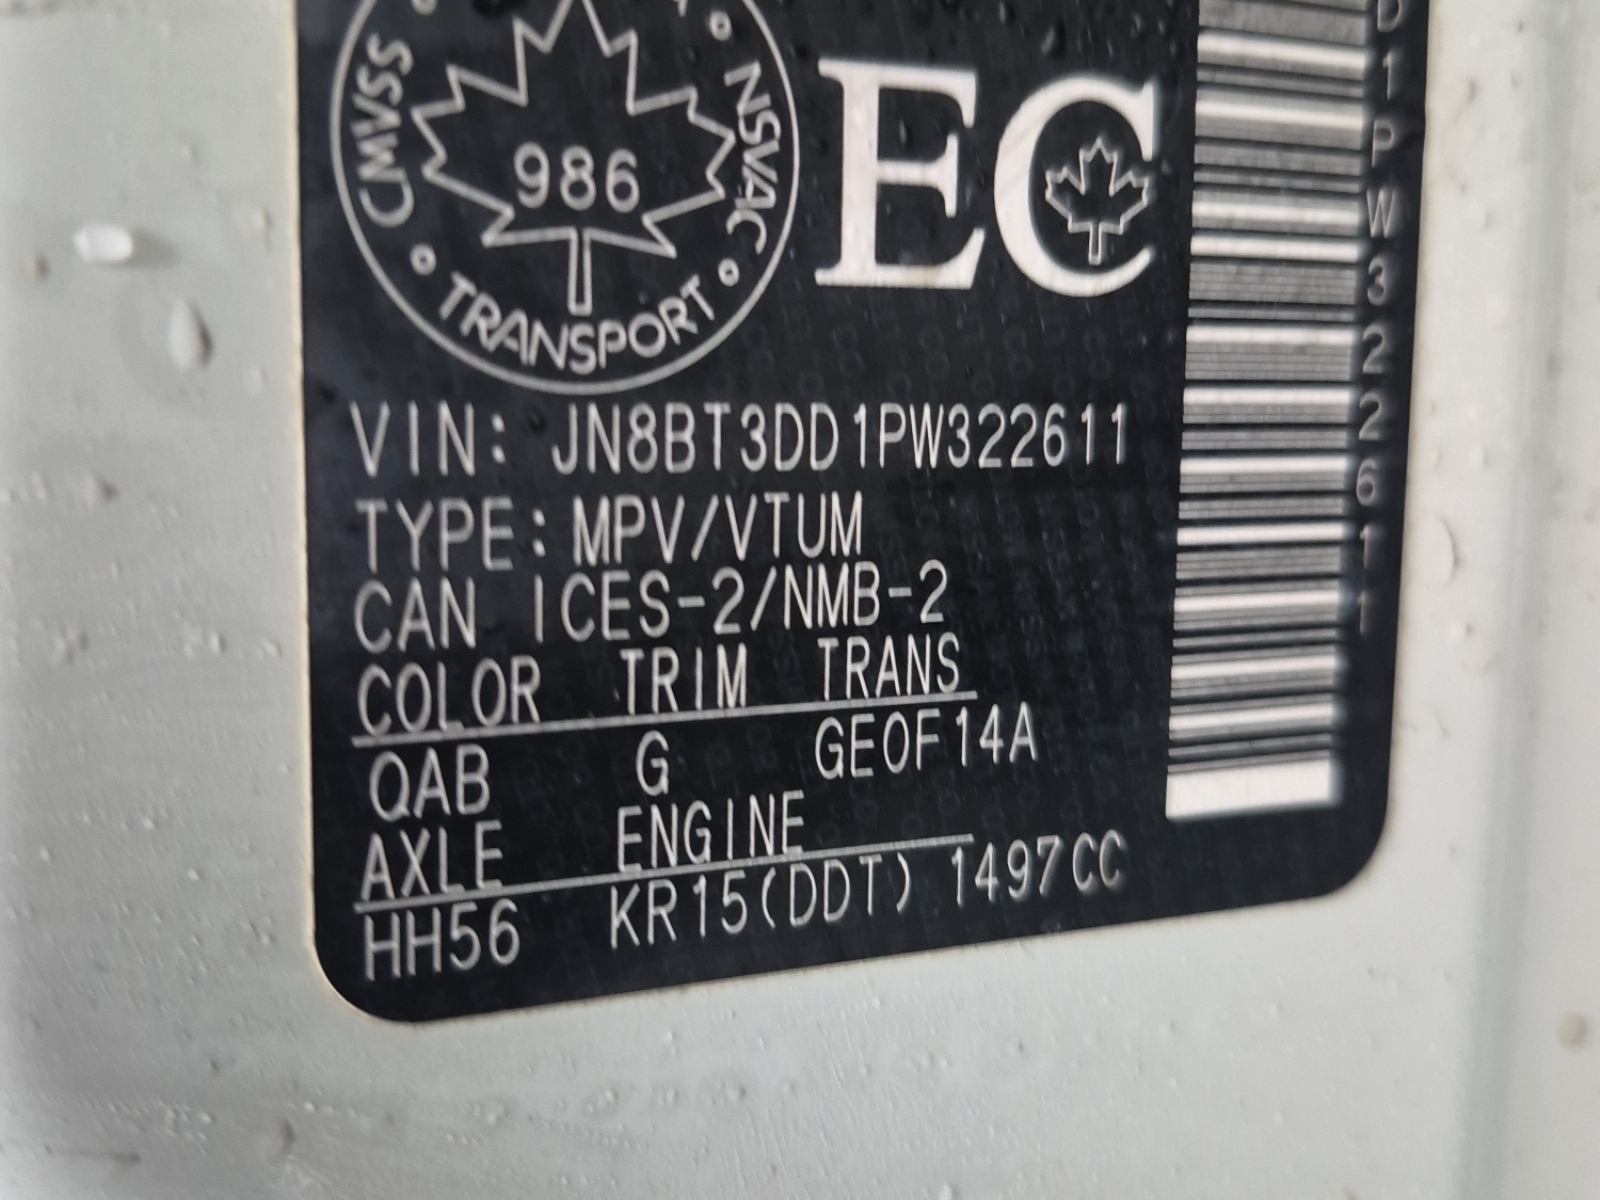 CMVSS
NSVAC
986
TRANSPORT
EC
D1PW322611
VIN: JN8BT3DD1PW322611
TYPE: MPV/VTUM
CAN ICES-2/NMB-2
COLOR TRIM TRANS
QAB G GE0F14A
AXLE ENGINE
HH56 KR15(DDT) 1497CC